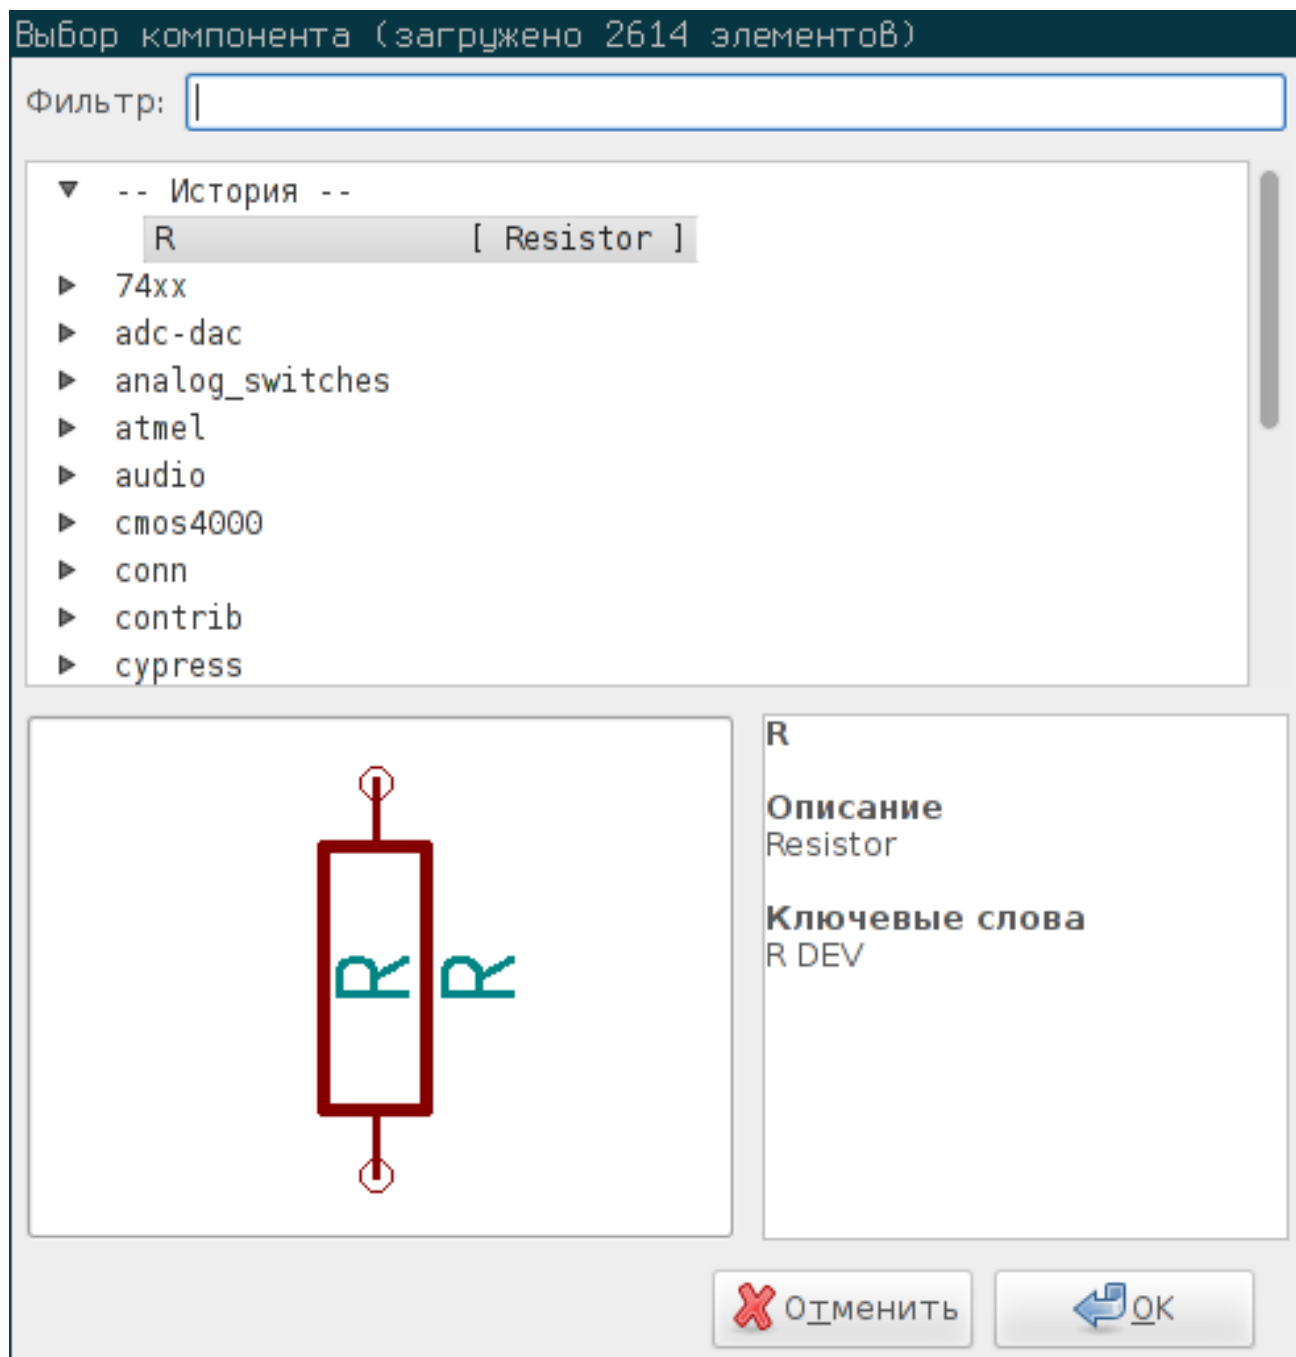 Выбор компонента (загружено 2614 элементов)
Фильтр:
-- История --
R [ Resistor ]
74xx
adc-dac
analog_switches
atmel
audio
cmos4000
conn
contrib
cypress
R
R
R
Описание
Resistor
Ключевые слова
R DEV
Отменить
OK